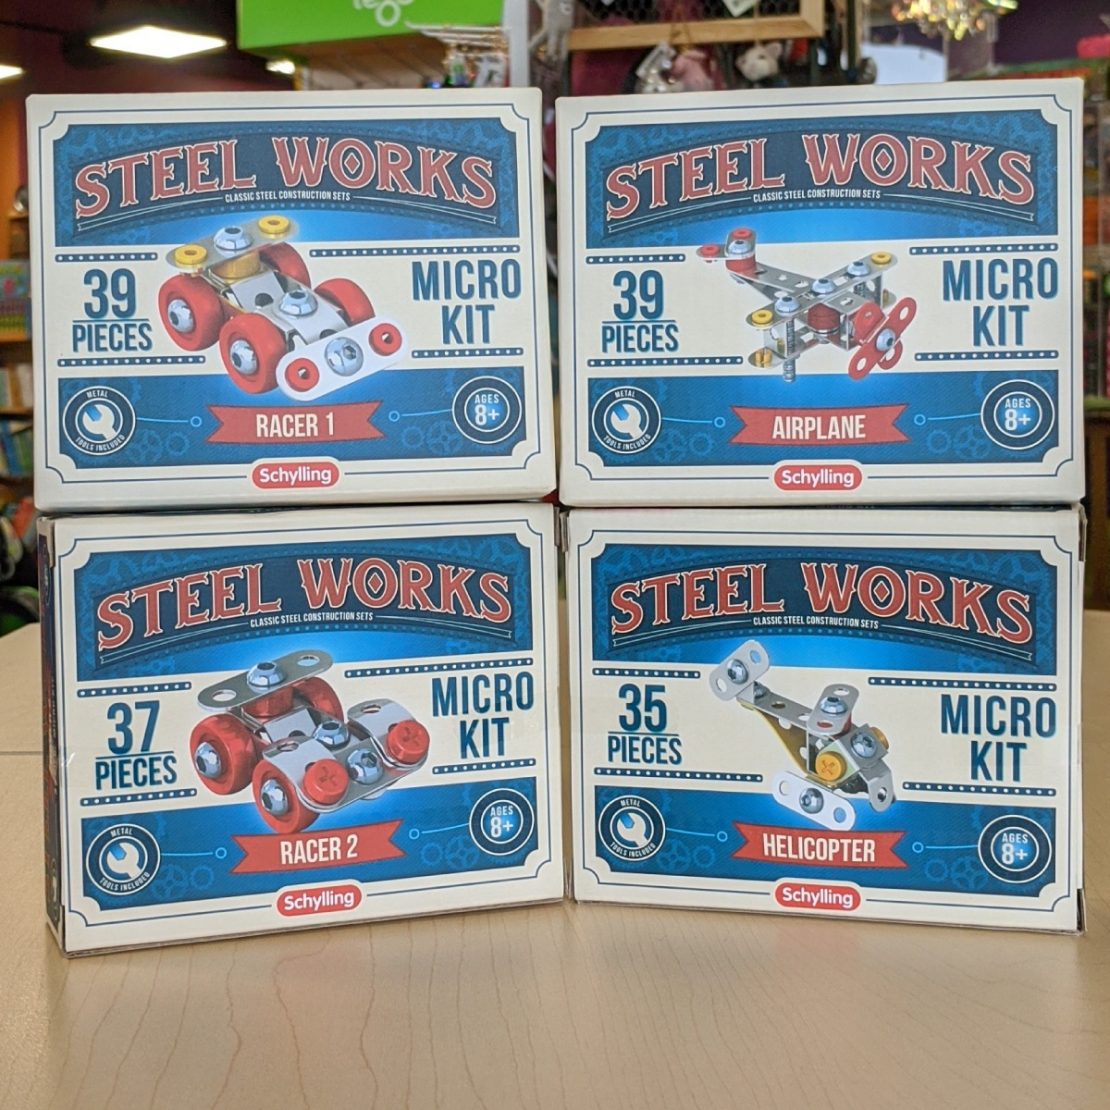 STEEL WORKS
CLASSIC STEEL CONSTRUCTION SETS
39
PIECES
MICRO
KIT
METAL
TOOLS INCLUDED
RACER 1
AGES
8+
Schylling
STEEL WORKS
CLASSIC STEEL CONSTRUCTION SETS
39
PIECES
MICRO
KIT
METAL
TOOLS INCLUDED
AIRPLANE
AGES
8+
Schylling
STEEL WORKS
CLASSIC STEEL CONSTRUCTION SETS
37
PIECES
MICRO
KIT
METAL
TOOLS INCLUDED
RACER 2
AGES
8+
Schylling
STEEL WORKS
CLASSIC STEEL CONSTRUCTION SETS
35
PIECES
MICRO
KIT
METAL
TOOLS INCLUDED
HELICOPTER
AGES
8+
Schylling